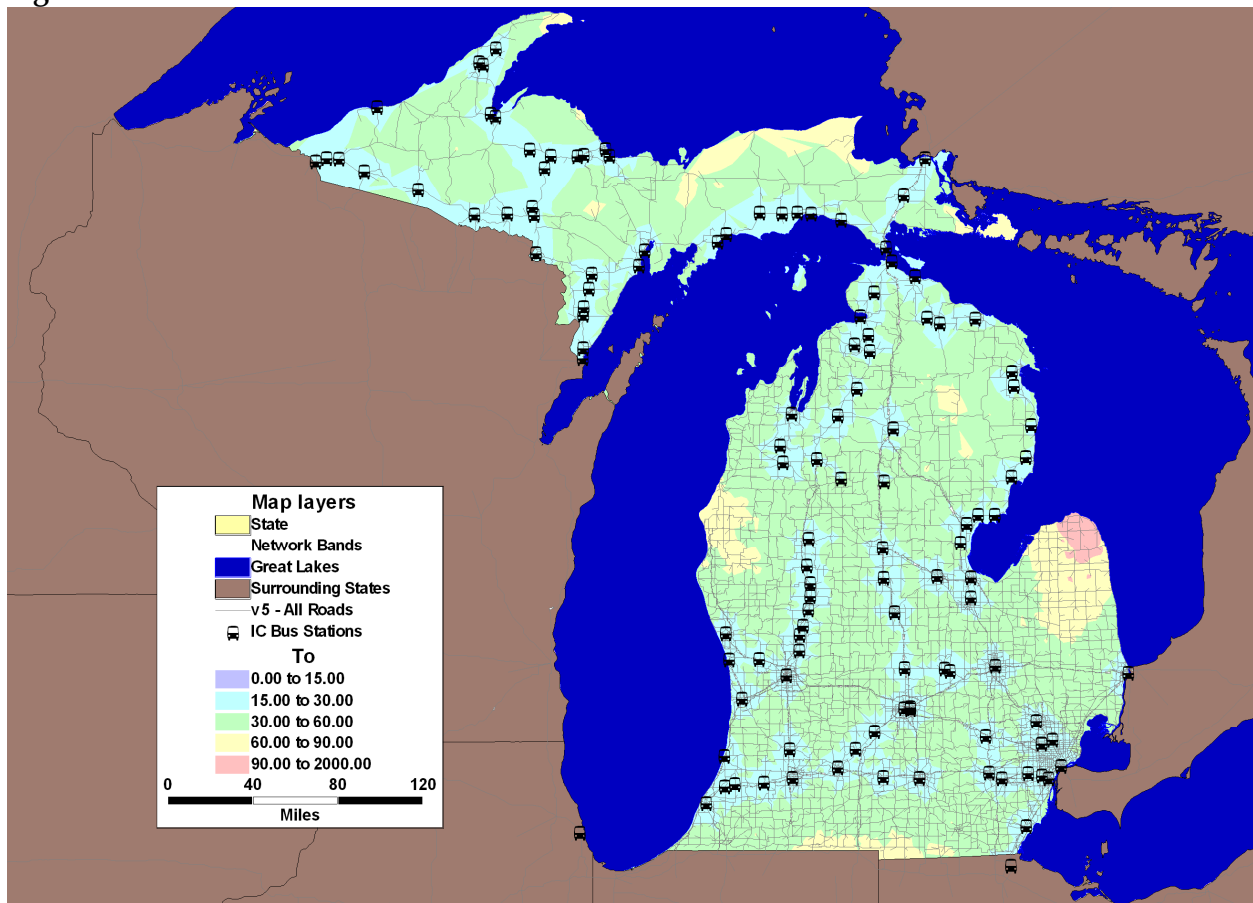 Map layers
State
Network Bands
Great Lakes
Surrounding States
v5 - All Roads
IC Bus Stations
To
0.00 to 15.00
15.00 to 30.00
30.00 to 60.00
60.00 to 90.00
90.00 to 2000.00
0 40 80 120
Miles